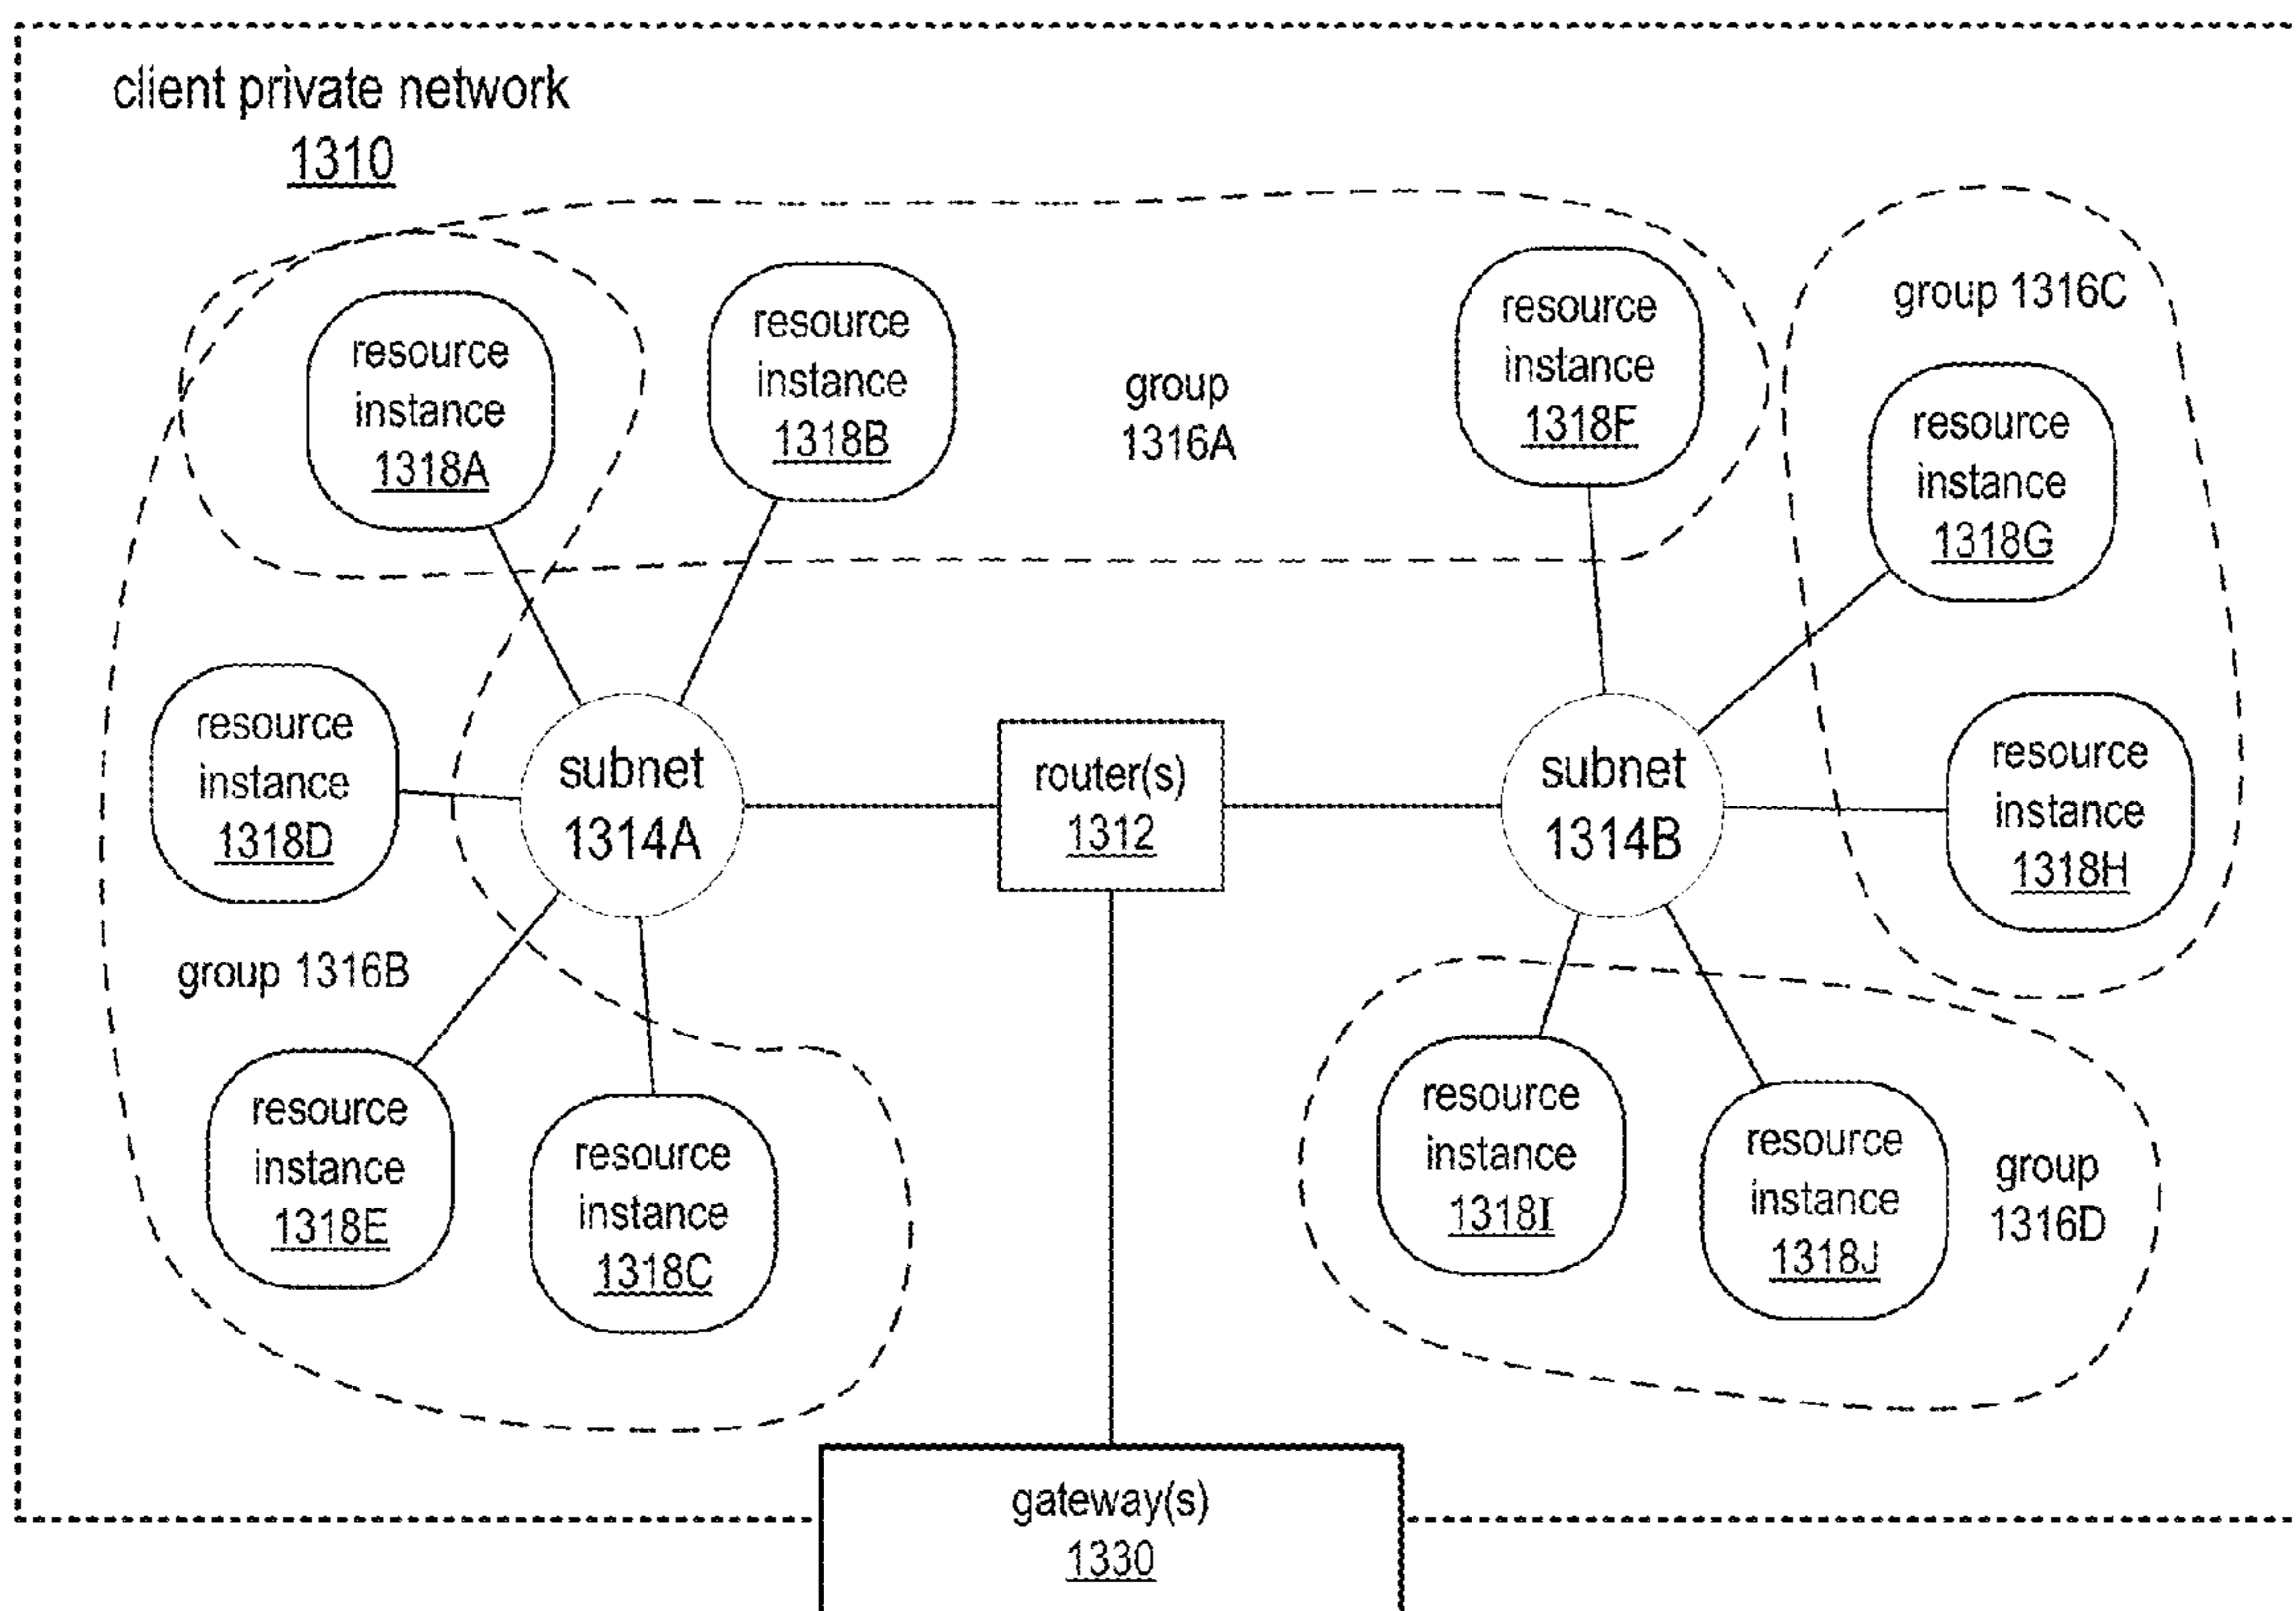 client private network
1310
resource
instance
1318A
resource
instance
1318B
group
1316A
resource
instance
1318F
group 1316C
resource
instance
1318G
resource
instance
1318D
subnet
1314A
router(s)
1312
subnet
1314B
resource
instance
1318H
group 1316B
resource
instance
1318E
resource
instance
1318C
resource
instance
1318I
resource
instance
1318J
group
1316D
gateway(s)
1330